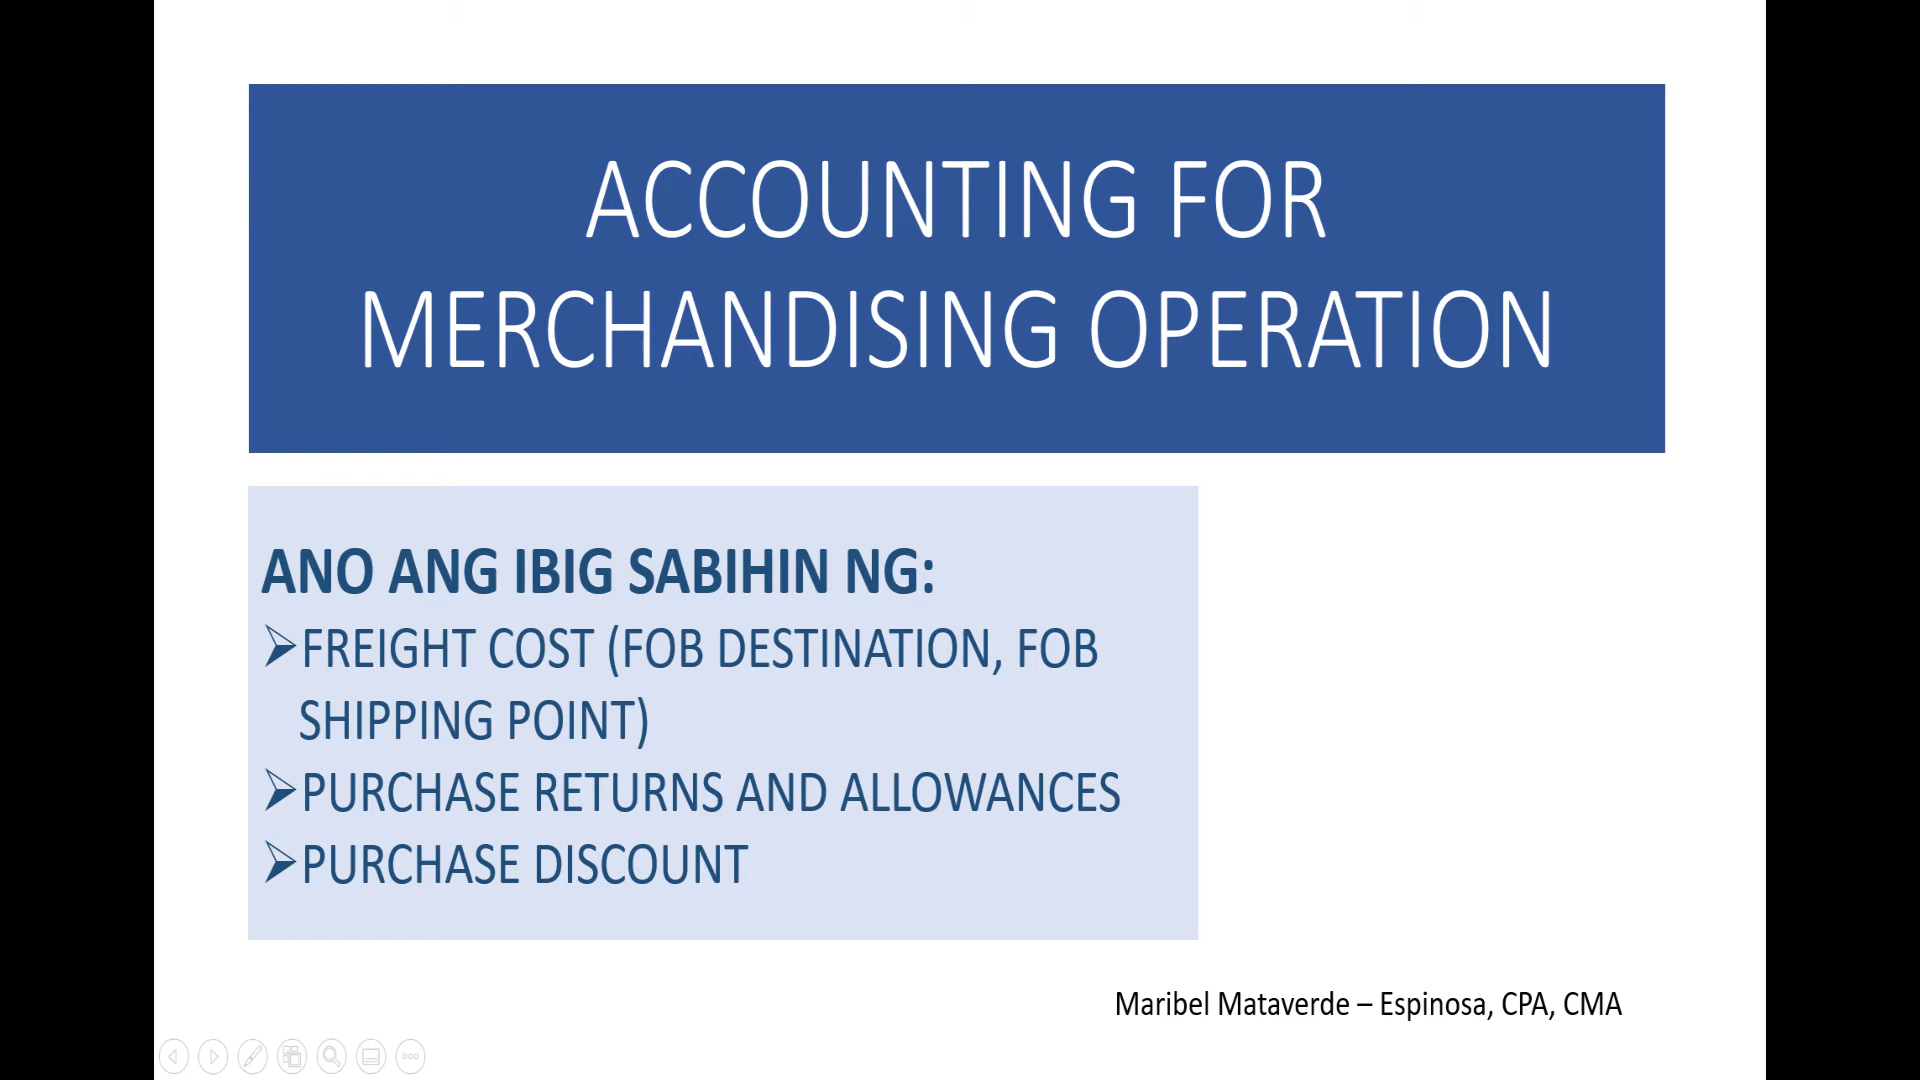 ACCOUNTING FOR
MERCHANDISING OPERATION
ANO ANG IBIG SABIHIN NG:
➢FREIGHT COST (FOB DESTINATION, FOB
SHIPPING POINT)
➢PURCHASE RETURNS AND ALLOWANCES
➢PURCHASE DISCOUNT
Maribel Mataverde – Espinosa, CPA, CMA